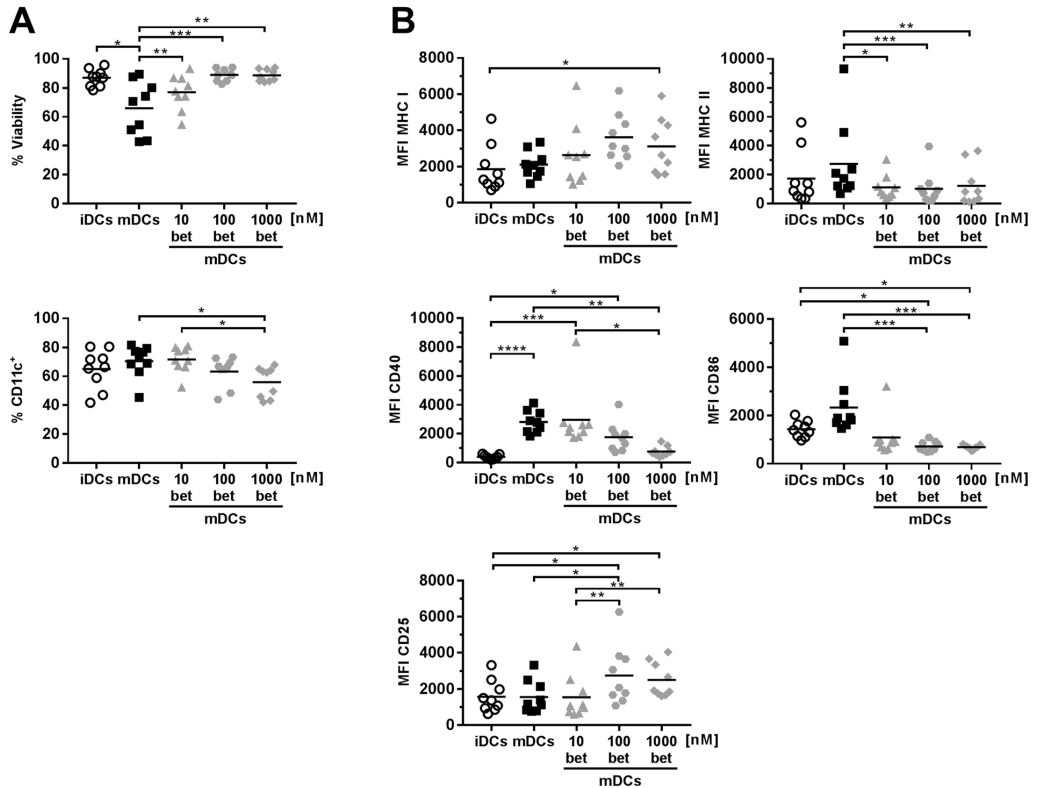 A
**
***
*
**
100
80
60
40
20
0
% Viability
iDCs mDCs 10 100 1000 [nM]
bet bet bet
mDCs
*
*
100
80
60
40
20
0
% CD11c+
iDCs mDCs 10 100 1000 [nM]
bet bet bet
mDCs
B
*
8000
6000
4000
2000
0
MFI MHC I
iDCs mDCs 10 100 1000 [nM]
bet bet bet
mDCs
**
***
*
10000
8000
6000
4000
2000
0
MFI MHC II
iDCs mDCs 10 100 1000 [nM]
bet bet bet
mDCs
*
**
***
*
****
10000
8000
6000
4000
2000
0
MFI CD40
iDCs mDCs 10 100 1000 [nM]
bet bet bet
mDCs
*
*
***
***
6000
4000
2000
0
MFI CD86
iDCs mDCs 10 100 1000 [nM]
bet bet bet
mDCs
*
*
*
**
**
8000
6000
4000
2000
0
MFI CD25
iDCs mDCs 10 100 1000 [nM]
bet bet bet
mDCs